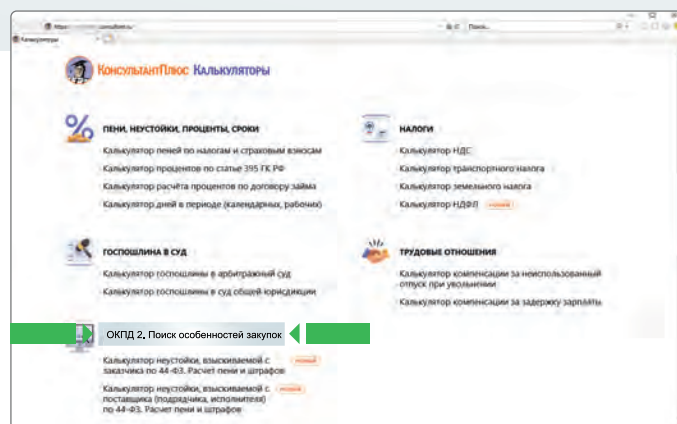 Калькуляторы
Поиск...
КонсультантПлюс Калькуляторы
ПЕНИ, НЕУСТОЙКИ, ПРОЦЕНТЫ, СРОКИ
Калькулятор пеней по налогам и страховым взносам
Калькулятор процентов по статье 395 ГК РФ
Калькулятор расчёта процентов по договору займа
Калькулятор дней в периоде (календарных, рабочих)
НАЛОГИ
Калькулятор НДС
Калькулятор транспортного налога
Калькулятор земельного налога
Калькулятор НДФЛ новый
ГОСПОШЛИНА В СУД
Калькулятор госпошлины в арбитражный суд
Калькулятор госпошлины в суд общей юрисдикции
ТРУДОВЫЕ ОТНОШЕНИЯ
Калькулятор компенсации за неиспользованный
отпуск при увольнении
Калькулятор компенсации за задержку зарплаты
ОКПД 2. Поиск особенностей закупок
Калькулятор неустойки, взыскиваемой с новый
заказчика по 44-ФЗ. Расчет пени и штрафов
Калькулятор неустойки, взыскиваемой с новый
поставщика (подрядчика, исполнителя)
по 44-ФЗ. Расчет пени и штрафов